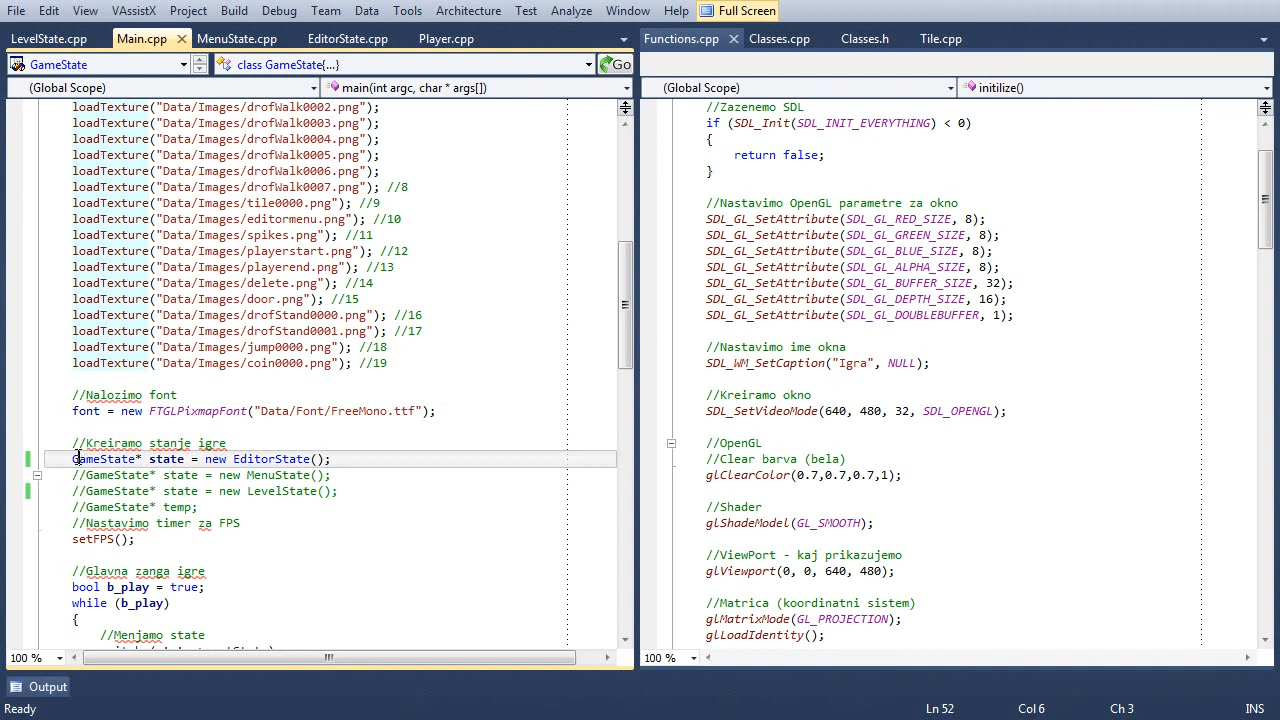 File Edit View VAssistX Project Build Debug Team Data Tools Architecture Test Analyze Window Help Full Screen
LevelState.cpp Main.cpp MenuState.cpp EditorState.cpp Player.cpp
GameState class GameState{...} Go
(Global Scope) main(int argc, char * args[])
loadTexture("Data/Images/drofWalk0002.png");
loadTexture("Data/Images/drofWalk0003.png");
loadTexture("Data/Images/drofWalk0004.png");
loadTexture("Data/Images/drofWalk0005.png");
loadTexture("Data/Images/drofWalk0006.png");
loadTexture("Data/Images/drofWalk0007.png"); //8
loadTexture("Data/Images/tile0000.png"); //9
loadTexture("Data/Images/editormenu.png"); //10
loadTexture("Data/Images/spikes.png"); //11
loadTexture("Data/Images/playerstart.png"); //12
loadTexture("Data/Images/playerend.png"); //13
loadTexture("Data/Images/delete.png"); //14
loadTexture("Data/Images/door.png"); //15
loadTexture("Data/Images/drofStand0000.png"); //16
loadTexture("Data/Images/drofStand0001.png"); //17
loadTexture("Data/Images/jump0000.png"); //18
loadTexture("Data/Images/coin0000.png"); //19
//Nalozimo font
font = new FTGLPixmapFont("Data/Font/FreeMono.ttf");
//Kreiramo stanje igre
GameState* state = new EditorState();
//GameState* state = new MenuState();
//GameState* state = new LevelState();
//GameState* temp;
//Nastavimo timer za FPS
setFPS();
//Glavna zanga igre
bool b_play = true;
while (b_play)
{
//Menjamo state
100 %
Functions.cpp Classes.cpp Classes.h Tile.cpp
(Global Scope) initilize()
//Zazenemo SDL
if (SDL_Init(SDL_INIT_EVERYTHING) < 0)
{
return false;
}
//Nastavimo OpenGL parametre za okno
SDL_GL_SetAttribute(SDL_GL_RED_SIZE, 8);
SDL_GL_SetAttribute(SDL_GL_GREEN_SIZE, 8);
SDL_GL_SetAttribute(SDL_GL_BLUE_SIZE, 8);
SDL_GL_SetAttribute(SDL_GL_ALPHA_SIZE, 8);
SDL_GL_SetAttribute(SDL_GL_BUFFER_SIZE, 32);
SDL_GL_SetAttribute(SDL_GL_DEPTH_SIZE, 16);
SDL_GL_SetAttribute(SDL_GL_DOUBLEBUFFER, 1);
//Nastavimo ime okna
SDL_WM_SetCaption("Igra", NULL);
//Kreiramo okno
SDL_SetVideoMode(640, 480, 32, SDL_OPENGL);
//OpenGL
//Clear barva (bela)
glClearColor(0.7,0.7,0.7,1);
//Shader
glShadeModel(GL_SMOOTH);
//ViewPort - kaj prikazujemo
glViewport(0, 0, 640, 480);
//Matrica (koordinatni sistem)
glMatrixMode(GL_PROJECTION);
glLoadIdentity();
100 %
Output
Ready Ln 52 Col 6 Ch 3 INS